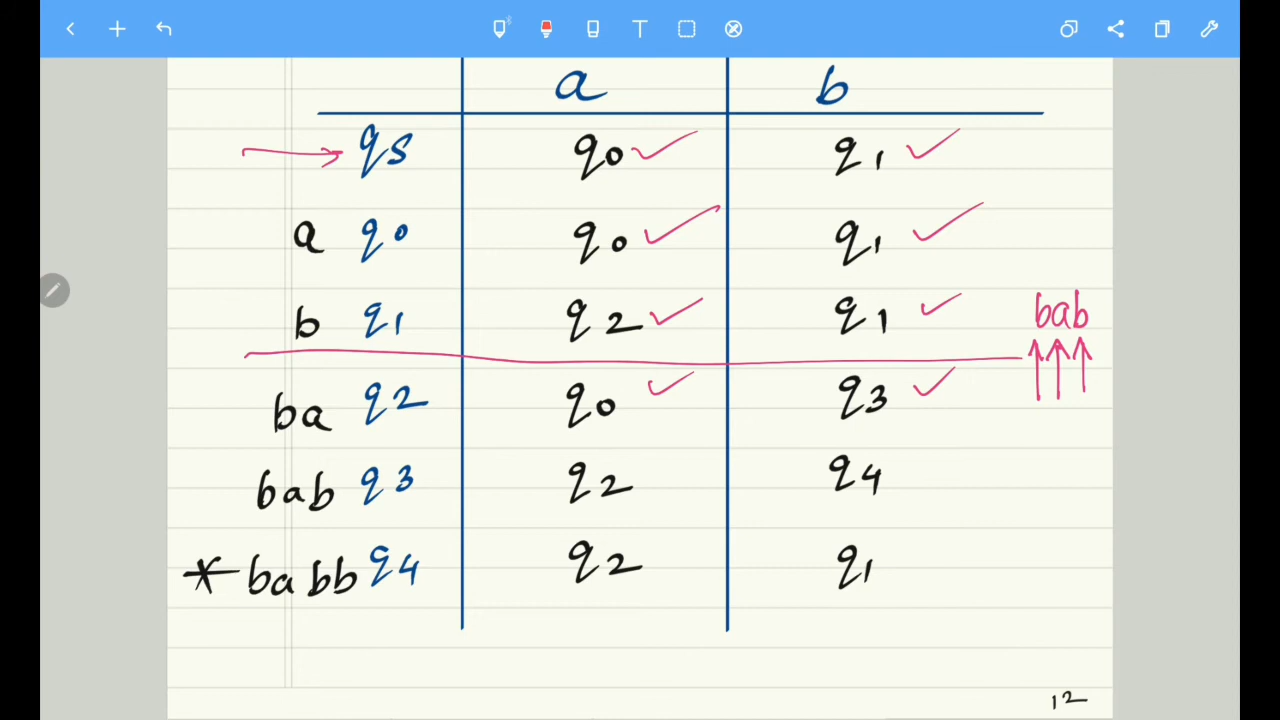 a b
qs q0 q1
a q0 q0 q1
b q1 q2 q1 bab
ba q2 q0 q3
bab q3 q2 q4
* babb q4 q2 q1
12